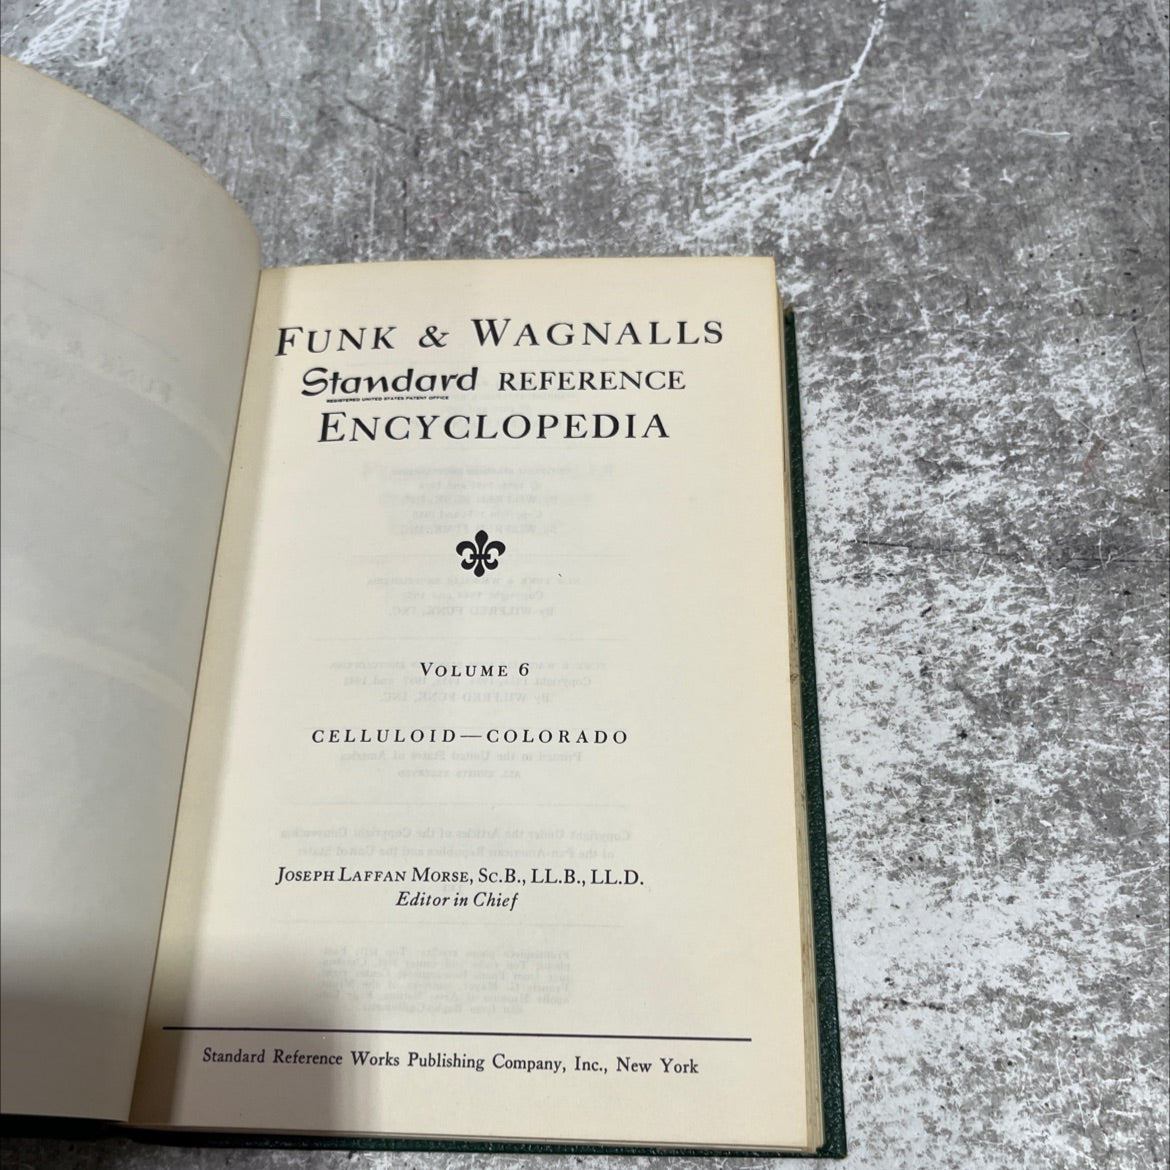 FUNK & WAGNALLS
Standard REFERENCE
REGISTERED UNITED STATES PATENT OFFICE
ENCYCLOPEDIA
VOLUME 6
CELLULOID—COLORADO
JOSEPH LAFFAN MORSE, SC.B., LL.B., LL.D.
Editor in Chief
Standard Reference Works Publishing Company, Inc., New York